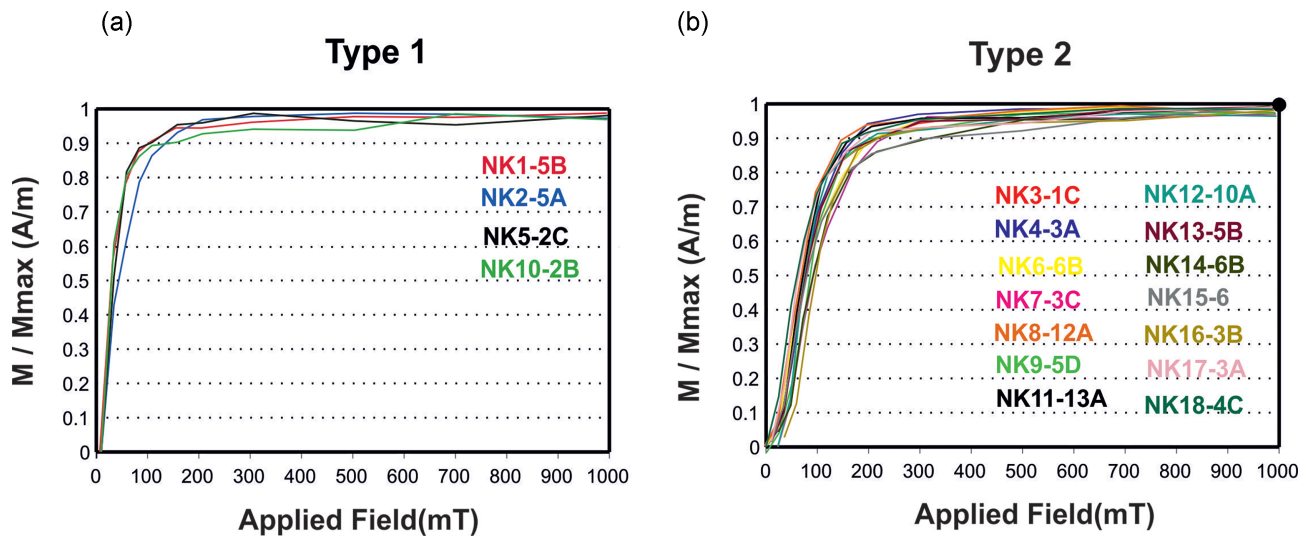 (a)
Type 1
1
0.9
0.8
0.7
0.6
0.5
0.4
0.3
0.2
0.1
0
0 100 200 300 400 500 600 700 800 900 1000
M / Mmax (A/m)
Applied Field(mT)
NK1-5B
NK2-5A
NK5-2C
NK10-2B
(b)
Type 2
1
0.9
0.8
0.7
0.6
0.5
0.4
0.3
0.2
0.1
0
0 100 200 300 400 500 600 700 800 900 1000
M / Mmax (A/m)
Applied Field(mT)
NK3-1C
NK4-3A
NK6-6B
NK7-3C
NK8-12A
NK9-5D
NK11-13A
NK12-10A
NK13-5B
NK14-6B
NK15-6
NK16-3B
NK17-3A
NK18-4C